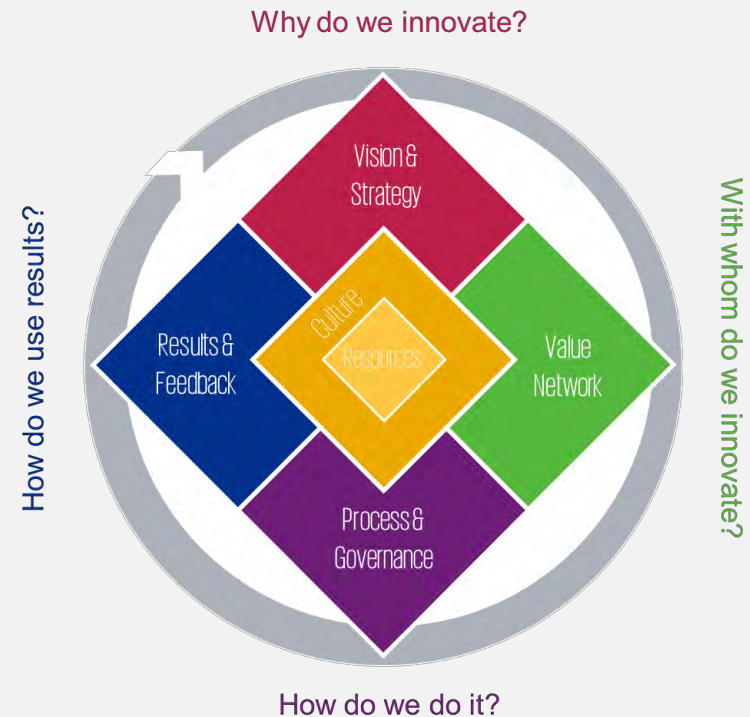 Why do we innovate?
Vision &
Strategy
How do we use results?
Culture
Resources
Results &
Feedback
Value
Network
With whom do we innovate?
Process &
Governance
How do we do it?